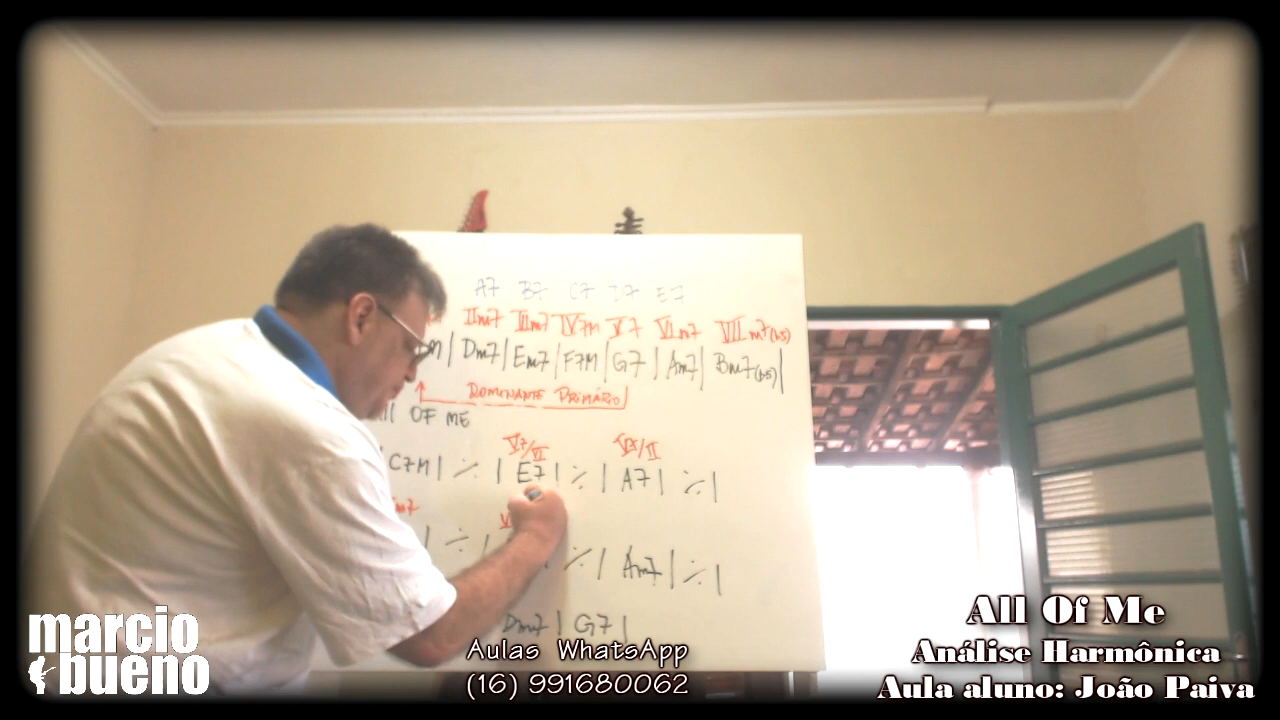 A7 B7 C7 D7 E7
IIm7 IIIm7 IV7M V7 VIm7 VIIm7(b5)
| Dm7 | Em7 | F7M | G7 | Am7 | Bm7(b5) |
DOMINANTE PRIMÁRIO
OF ME
V7/VI V7/II
| C7M | ٪ | E7 | ٪ | A7 | ٪ |
| ٪ | ٪ | Am7 | ٪ |
Dm7 | G7 |
marcio
bueno
Aulas WhatsApp
(16) 991680062
All Of Me
Análise Harmônica
Aula aluno: João Paiva